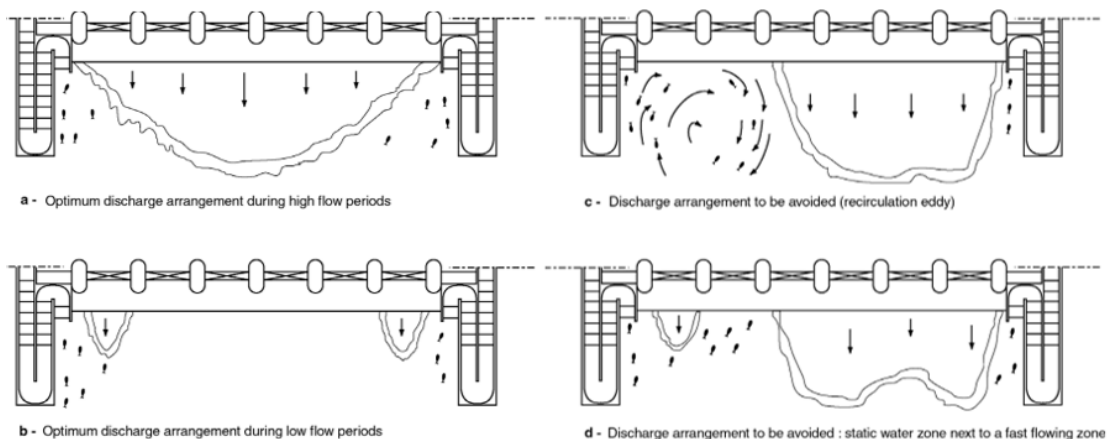 a - Optimum discharge arrangement during high flow periods
c - Discharge arrangement to be avoided (recirculation eddy)
b - Optimum discharge arrangement during low flow periods
d - Discharge arrangement to be avoided : static water zone next to a fast flowing zone